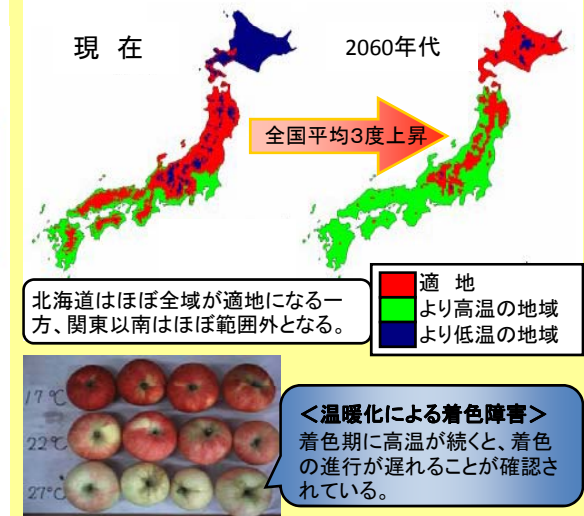 現 在
2060年代
全国平均3度上昇
適 地
より高温の地域
より低温の地域
北海道はほぼ全域が適地になる一
方、関東以南はほぼ範囲外となる。
17℃
22℃
27℃
＜温暖化による着色障害＞
着色期に高温が続くと、着色
の進行が遅れることが確認さ
れている。